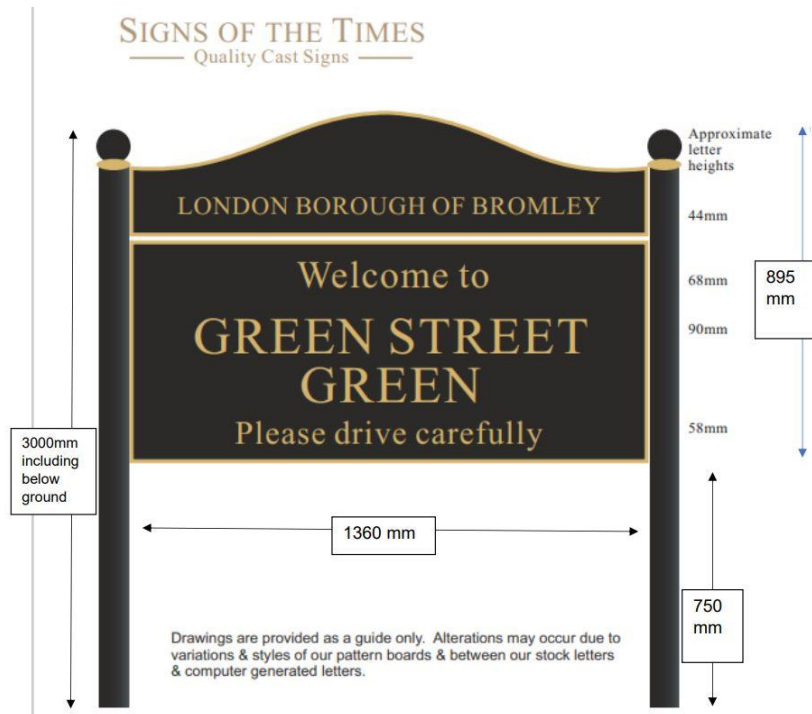 SIGNS OF THE TIMES
Quality Cast Signs
Approximate
letter
heights
LONDON BOROUGH OF BROMLEY
44mm
Welcome to
68mm
895
mm
GREEN STREET
90mm
GREEN
Please drive carefully
58mm
3000mm
including
below
ground
1360 mm
750
mm
Drawings are provided as a guide only. Alterations may occur due to
variations & styles of our pattern boards & between our stock letters
& computer generated letters.